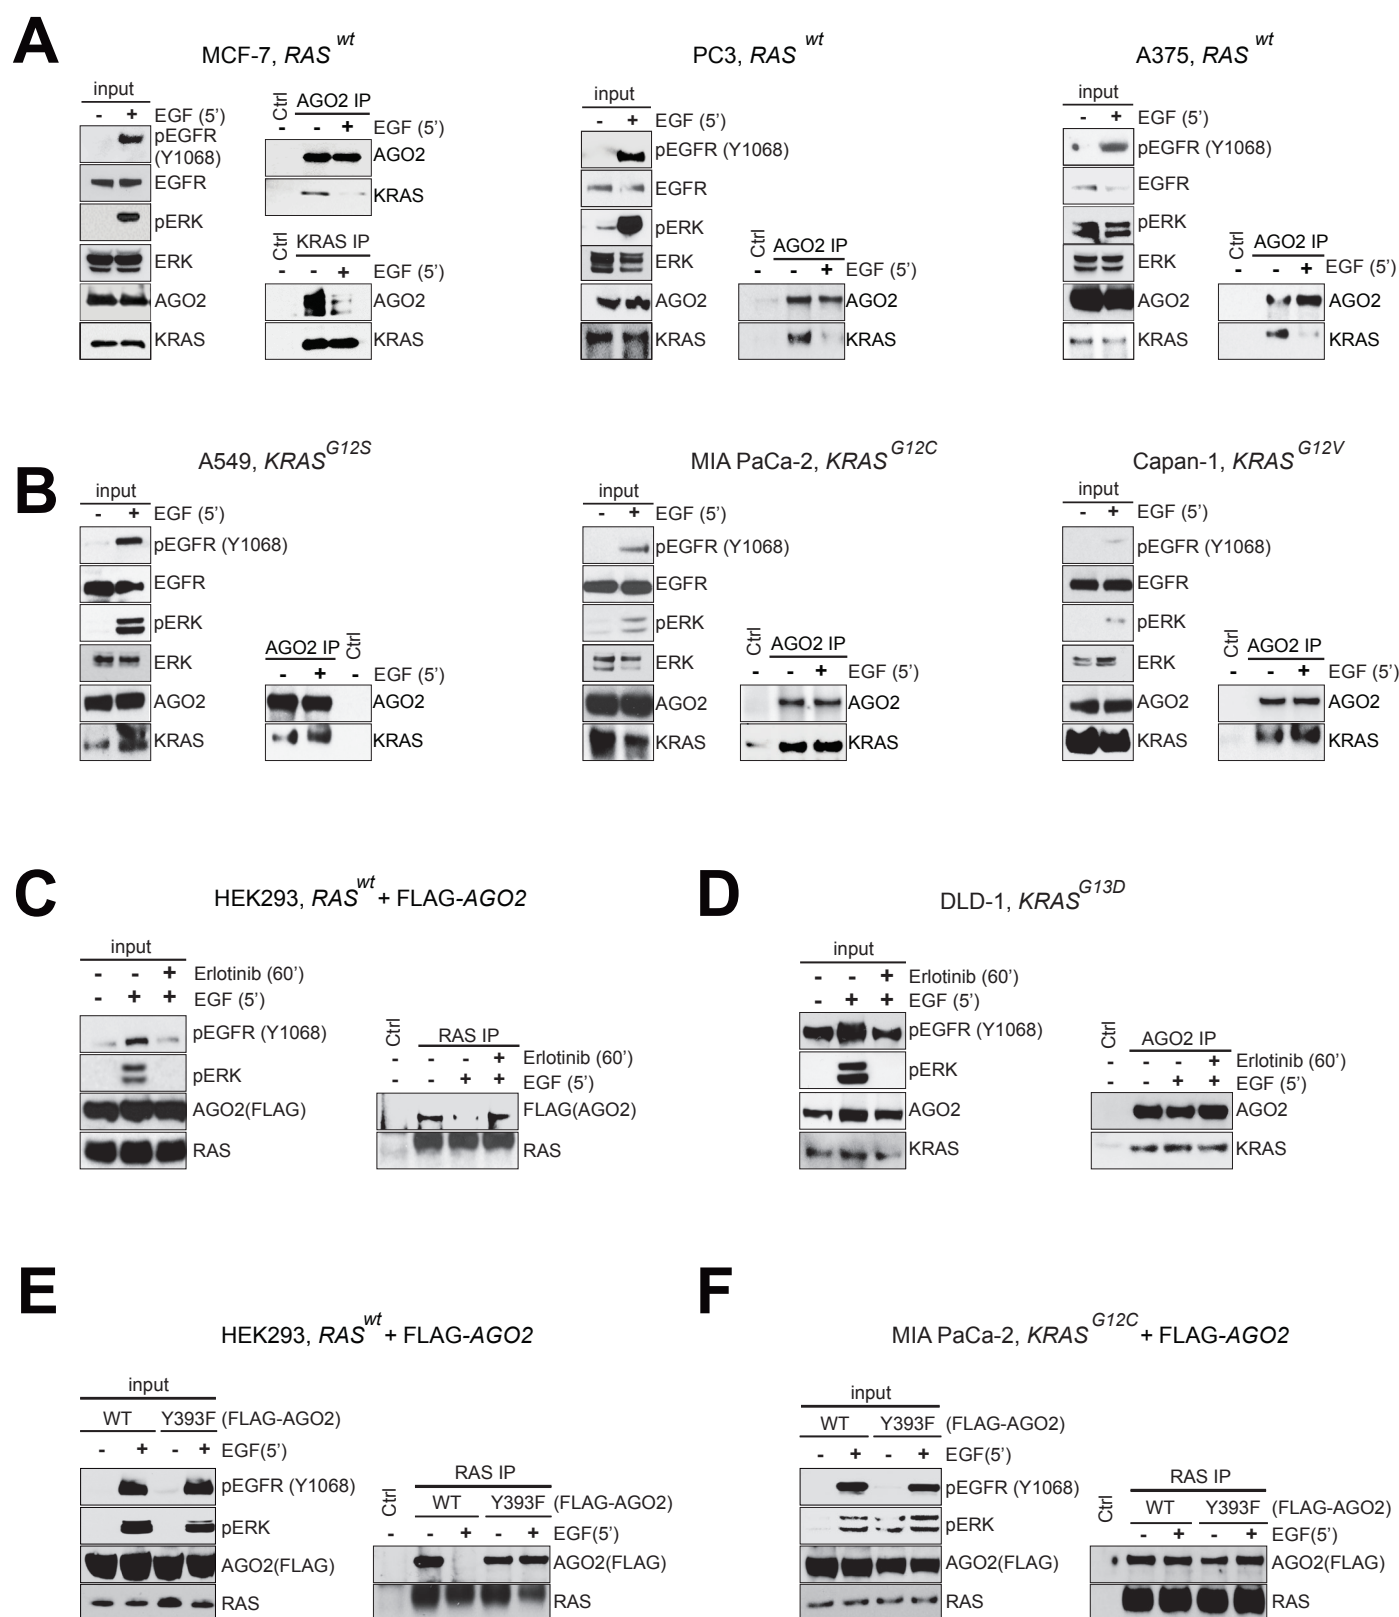 A
MCF-7, RAS wt
input
- + EGF (5')
pEGFR
(Y1068)
EGFR
pERK
ERK
AGO2
KRAS
Ctrl AGO2 IP
- - + EGF (5')
AGO2
KRAS
Ctrl KRAS IP
- - + EGF (5')
AGO2
KRAS
PC3, RAS wt
input
- + EGF (5')
pEGFR (Y1068)
EGFR
pERK
ERK
AGO2
KRAS
Ctrl AGO2 IP
- - + EGF (5')
AGO2
KRAS
A375, RAS wt
input
- + EGF (5')
pEGFR (Y1068)
EGFR
pERK
ERK
AGO2
KRAS
Ctrl AGO2 IP
- - + EGF (5')
AGO2
KRAS
B
A549, KRAS G12S
input
- + EGF (5')
pEGFR (Y1068)
EGFR
pERK
ERK
AGO2
KRAS
AGO2 IP Ctrl
- + - EGF (5')
AGO2
KRAS
MIA PaCa-2, KRAS G12C
input
- + EGF (5')
pEGFR (Y1068)
EGFR
pERK
ERK
AGO2
KRAS
Ctrl AGO2 IP
- - + EGF (5')
AGO2
KRAS
Capan-1, KRAS G12V
input
- + EGF (5')
pEGFR (Y1068)
EGFR
pERK
ERK
AGO2
KRAS
Ctrl AGO2 IP
- - + EGF (5')
AGO2
KRAS
C
HEK293, RAS wt + FLAG-AGO2
input
- - + Erlotinib (60')
- + + EGF (5')
pEGFR (Y1068)
pERK
AGO2(FLAG)
RAS
Ctrl RAS IP
- - - + Erlotinib (60')
- - + + EGF (5')
FLAG(AGO2)
RAS
D
DLD-1, KRAS G13D
input
- - + Erlotinib (60')
- + + EGF (5')
pEGFR (Y1068)
pERK
AGO2
KRAS
Ctrl AGO2 IP
- - - + Erlotinib (60')
- - + + EGF (5')
AGO2
KRAS
E
HEK293, RAS wt + FLAG-AGO2
input
WT Y393F (FLAG-AGO2)
- + - + EGF(5')
pEGFR (Y1068)
pERK
AGO2(FLAG)
RAS
Ctrl RAS IP
WT Y393F (FLAG-AGO2)
- - + - + EGF(5')
AGO2(FLAG)
RAS
F
MIA PaCa-2, KRAS G12C + FLAG-AGO2
input
WT Y393F (FLAG-AGO2)
- + - + EGF(5')
pEGFR (Y1068)
pERK
AGO2(FLAG)
RAS
Ctrl RAS IP
WT Y393F (FLAG-AGO2)
- - + - + EGF(5')
AGO2(FLAG)
RAS